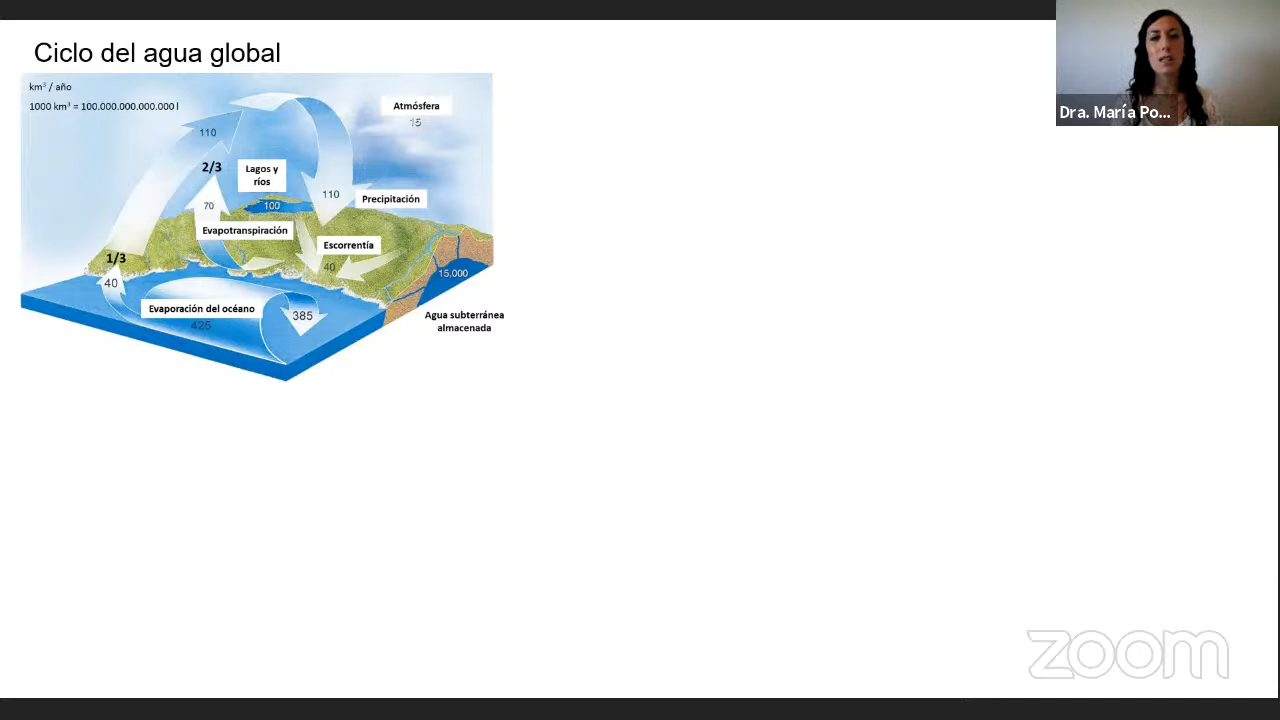 Ciclo del agua global
km³ / año
1000 km³ = 100.000.000.000.000 l
Atmósfera
15
110
2/3
Lagos y
ríos
100
70
110
Precipitación
Evapotranspiración
Escorrentía
40
1/3
40
15,000
Evaporación del océano
425
385
Agua subterránea
almacenada
Dra. María Po...
zoom